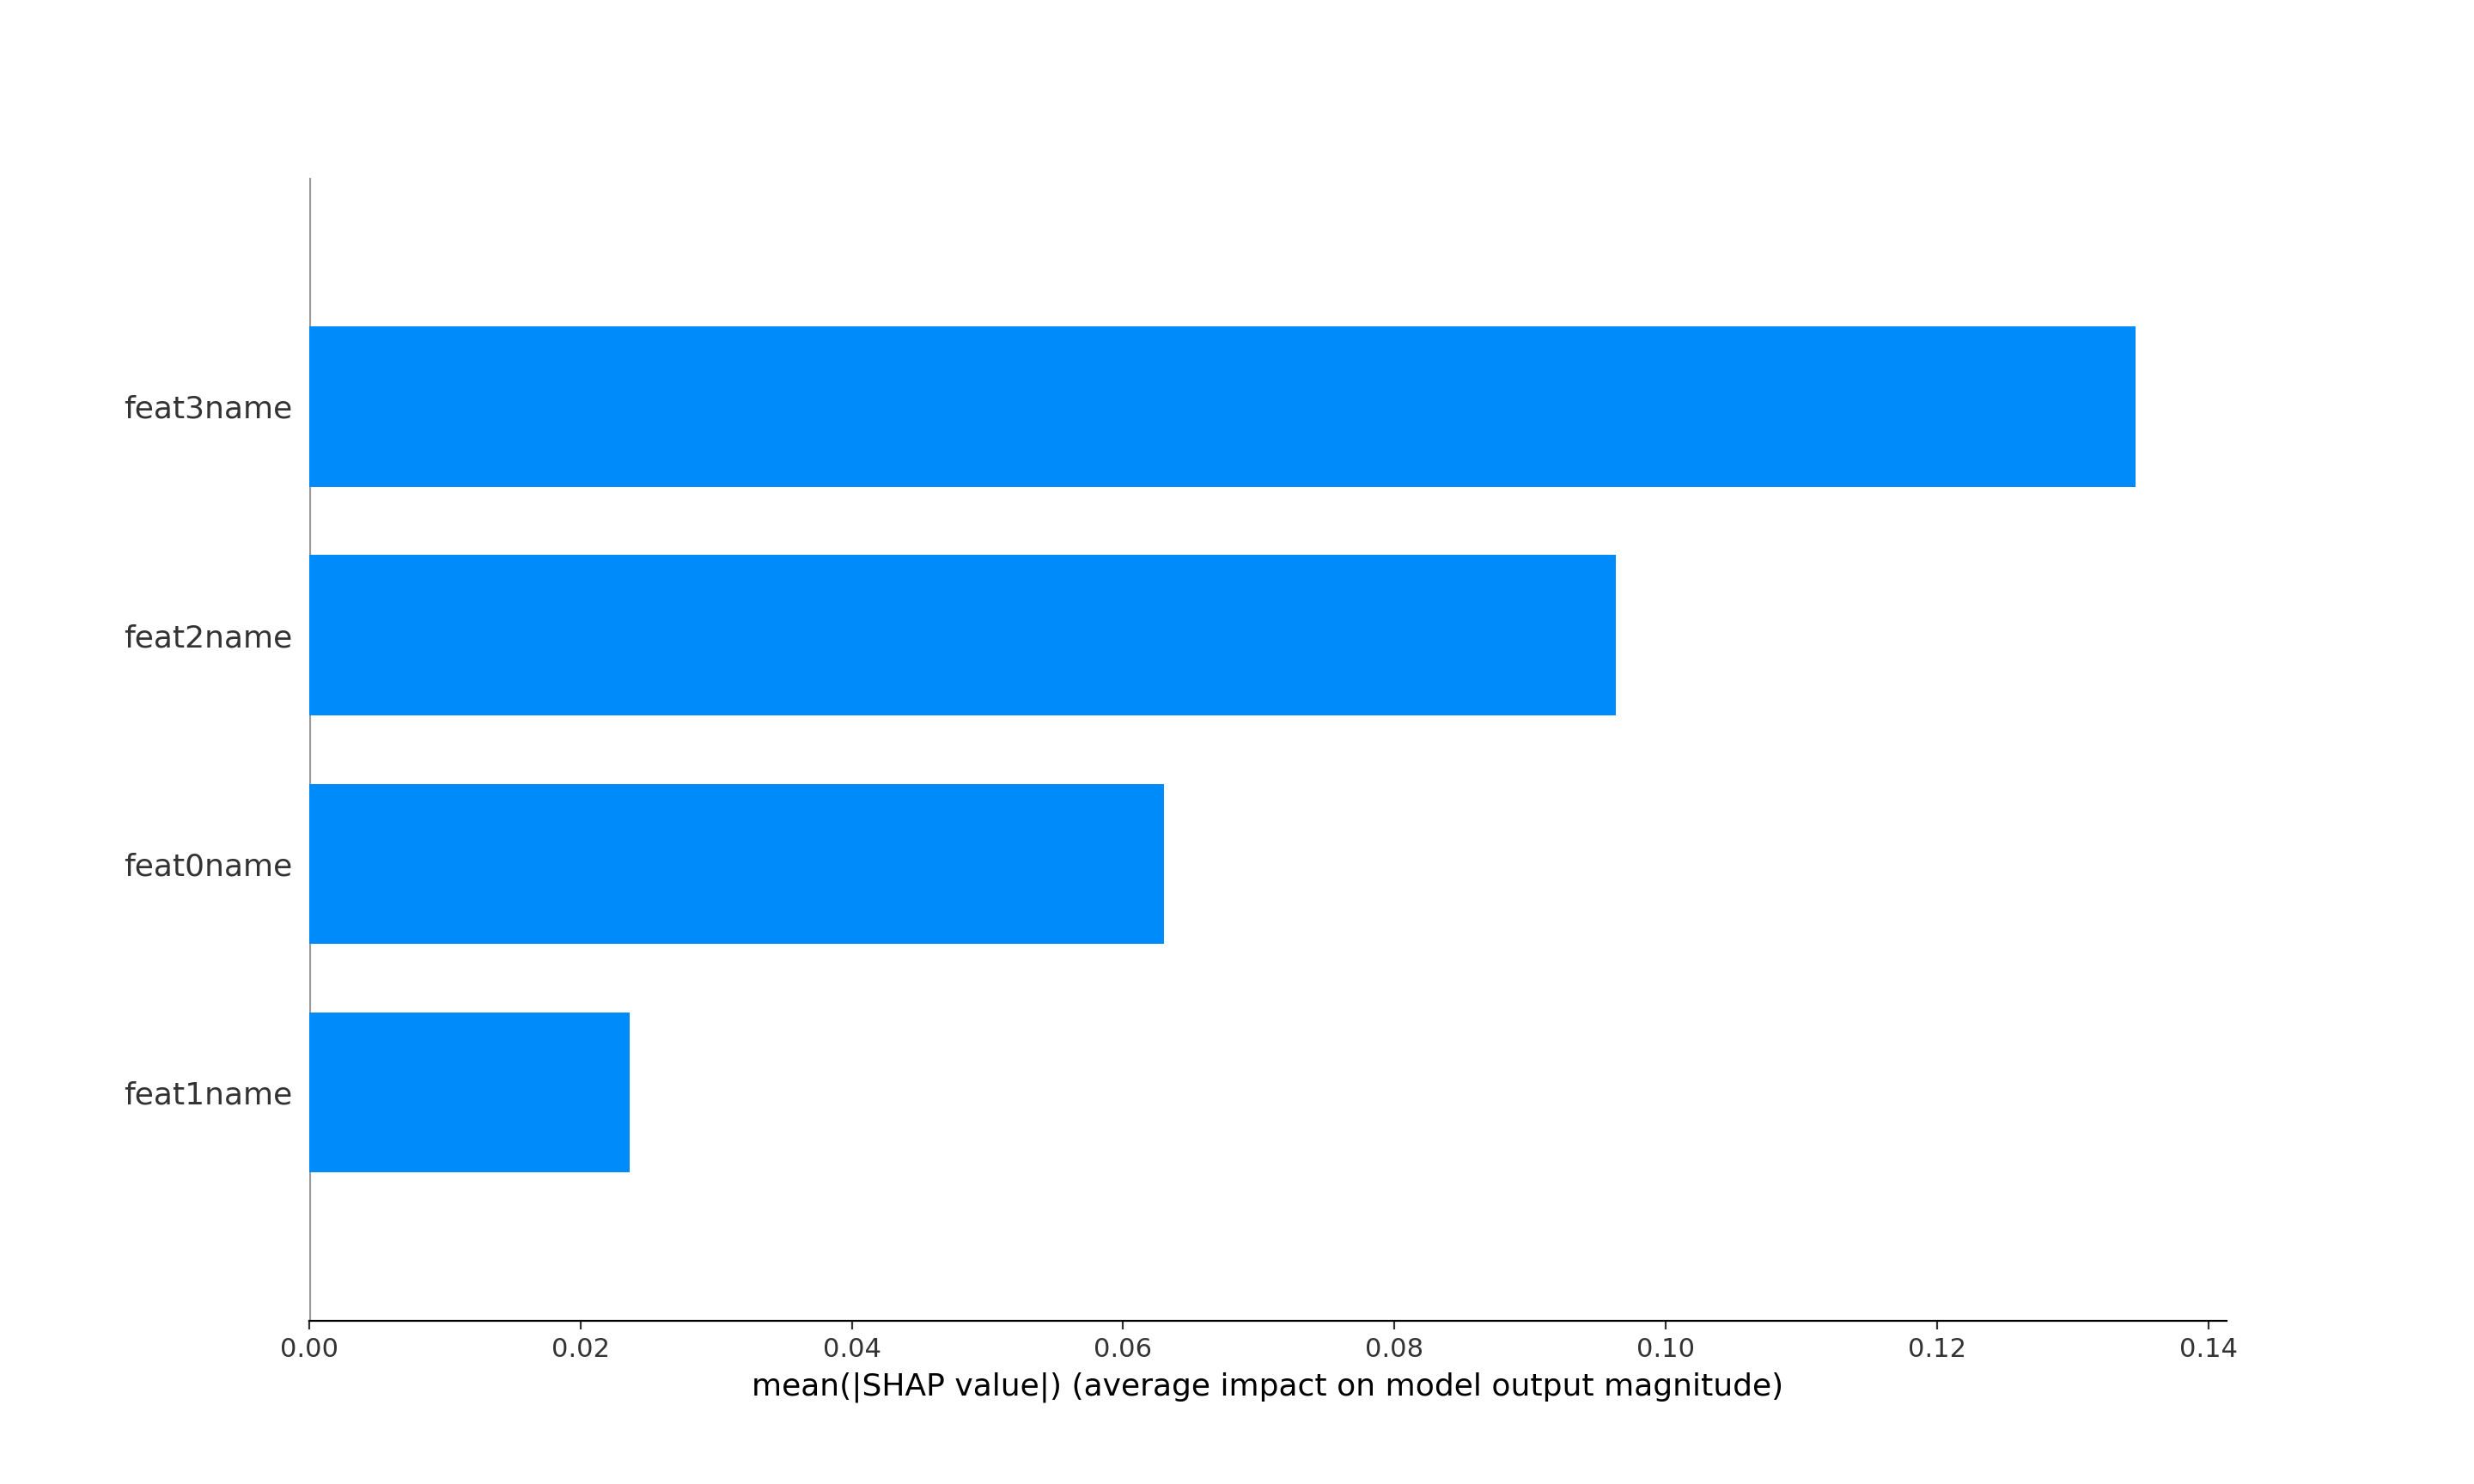 feat3name
feat2name
feat0name
feat1name
0.00 0.02 0.04 0.06 0.08 0.10 0.12 0.14
mean(|SHAP value|) (average impact on model output magnitude)